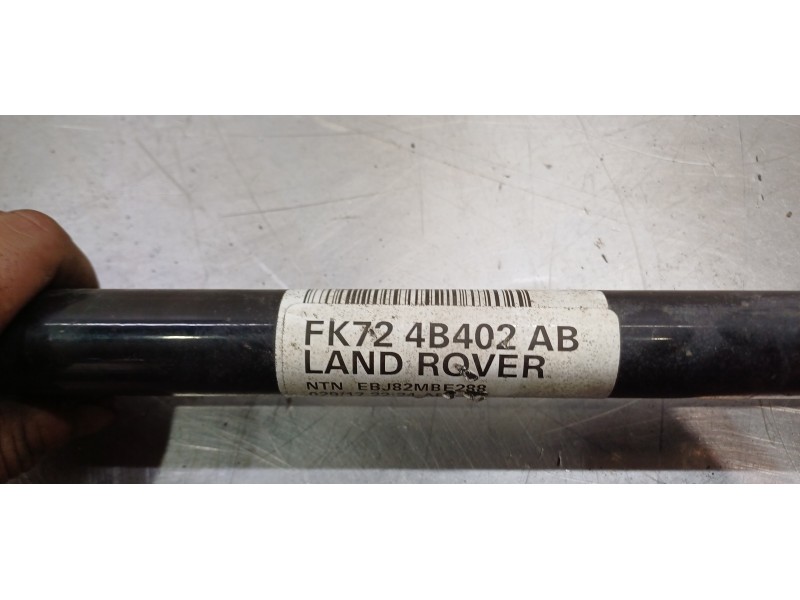 FK72 4B402 AB
LAND ROVER
NTN EBJ82MBE288